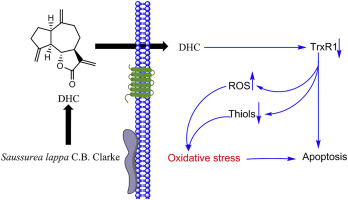 H
H
O
O
DHC
Saussurea lappa C.B. Clarke
DHC
TrxR1
ROS
Thiols
Oxidative stress
Apoptosis